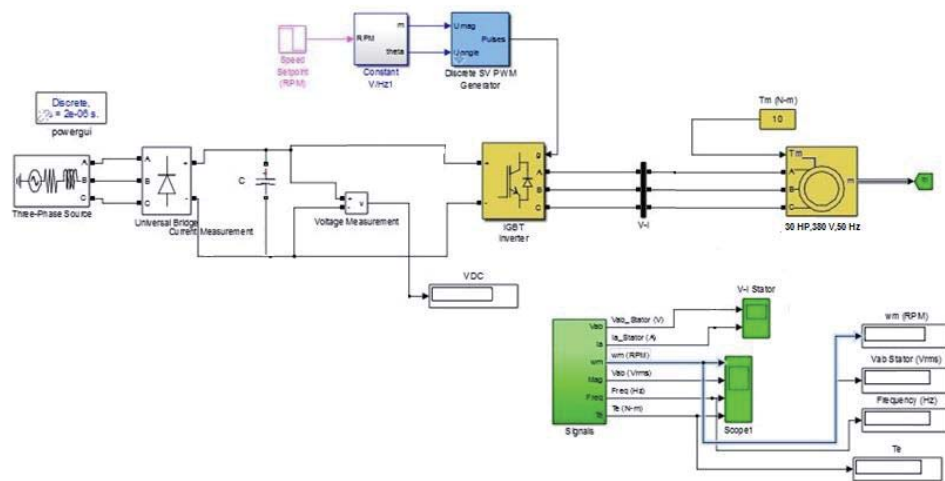 m
RPM
theta
Umag
Uangle
Pulses
Speed
Setpoint
(RPM)
Constant
V/Hz1
Discrete SV PWM
Generator
Discrete,
s = 2e-06 s.
powergui
Tm (N-m)
10
A
B
C
Three-Phase Source
A
B
C
+
-
Universal Bridge
Current Measurement
C
+
-
v
Voltage Measurement
+
-
g
A
B
C
IGBT
Inverter
V-I
Tm
A
B
C
m
30 HP,380 V,50 Hz
m
VDC
V-I Stator
Vab
Ia
wm
Mag
Freq
Te
Signals
Vab_Stator (V)
Ia_Stator (A)
wm (RPM)
Vab (Vrms)
Freq (Hz)
Te (N-m)
Scope1
wm (RPM)
Vab Stator (Vrms)
Frequency (Hz)
Te